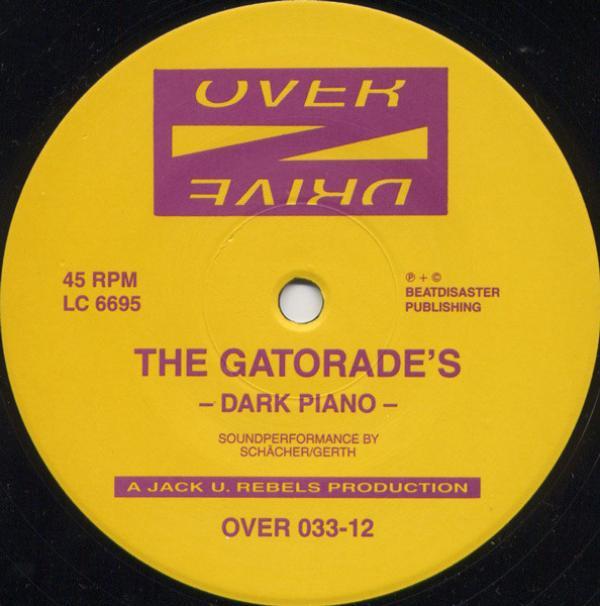 OVER
DRIVE
45 RPM
LC 6695
℗ + ©
BEATDISASTER
PUBLISHING
THE GATORADE'S
– DARK PIANO –
SOUNDPERFORMANCE BY
SCHÄCHER/GERTH
A JACK U. REBELS PRODUCTION
OVER 033-12